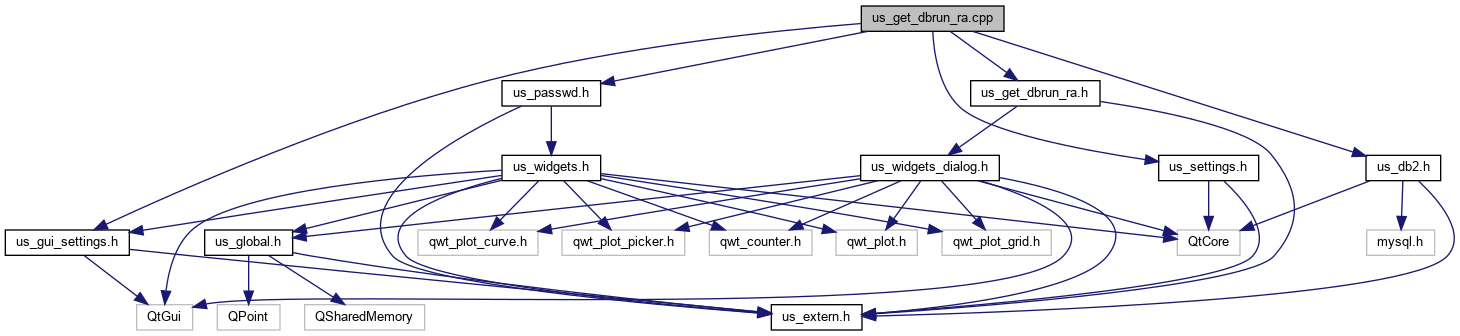 us_get_dbrun_ra.cpp
us_passwd.h
us_get_dbrun_ra.h
us_widgets.h
us_widgets_dialog.h
us_settings.h
us_db2.h
us_gui_settings.h
us_global.h
qwt_plot_curve.h
qwt_plot_picker.h
qwt_counter.h
qwt_plot.h
qwt_plot_grid.h
QtCore
mysql.h
QtGui
QPoint
QSharedMemory
us_extern.h